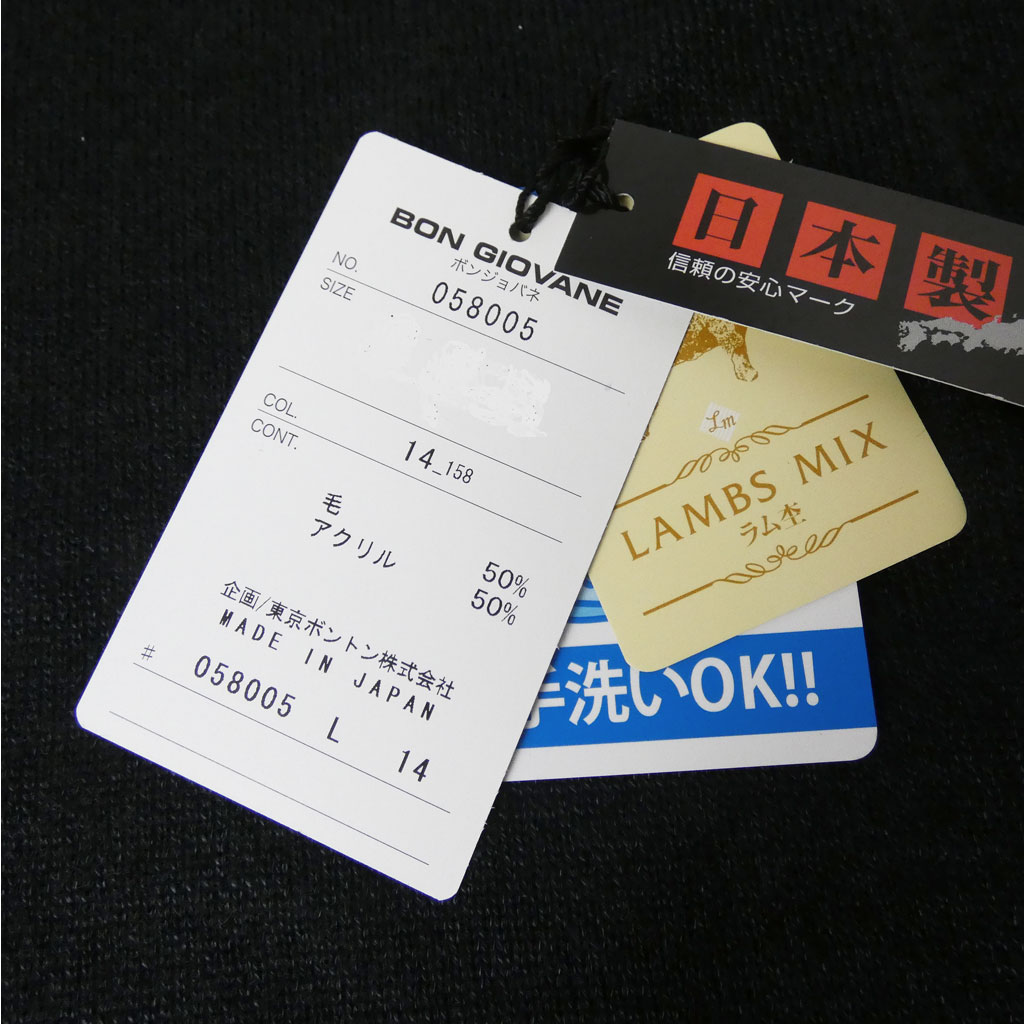 BON GIOVANE
ボンジョバネ
NO.
058005
SIZE
COL.
14_158
CONT.
毛 50%
アクリル 50%
企画/東京ボントン株式会社
MADE IN JAPAN
# 058005 L 14
日本製
信頼の安心マーク
Lm
LAMBS MIX
ラム杢
手洗いOK!!